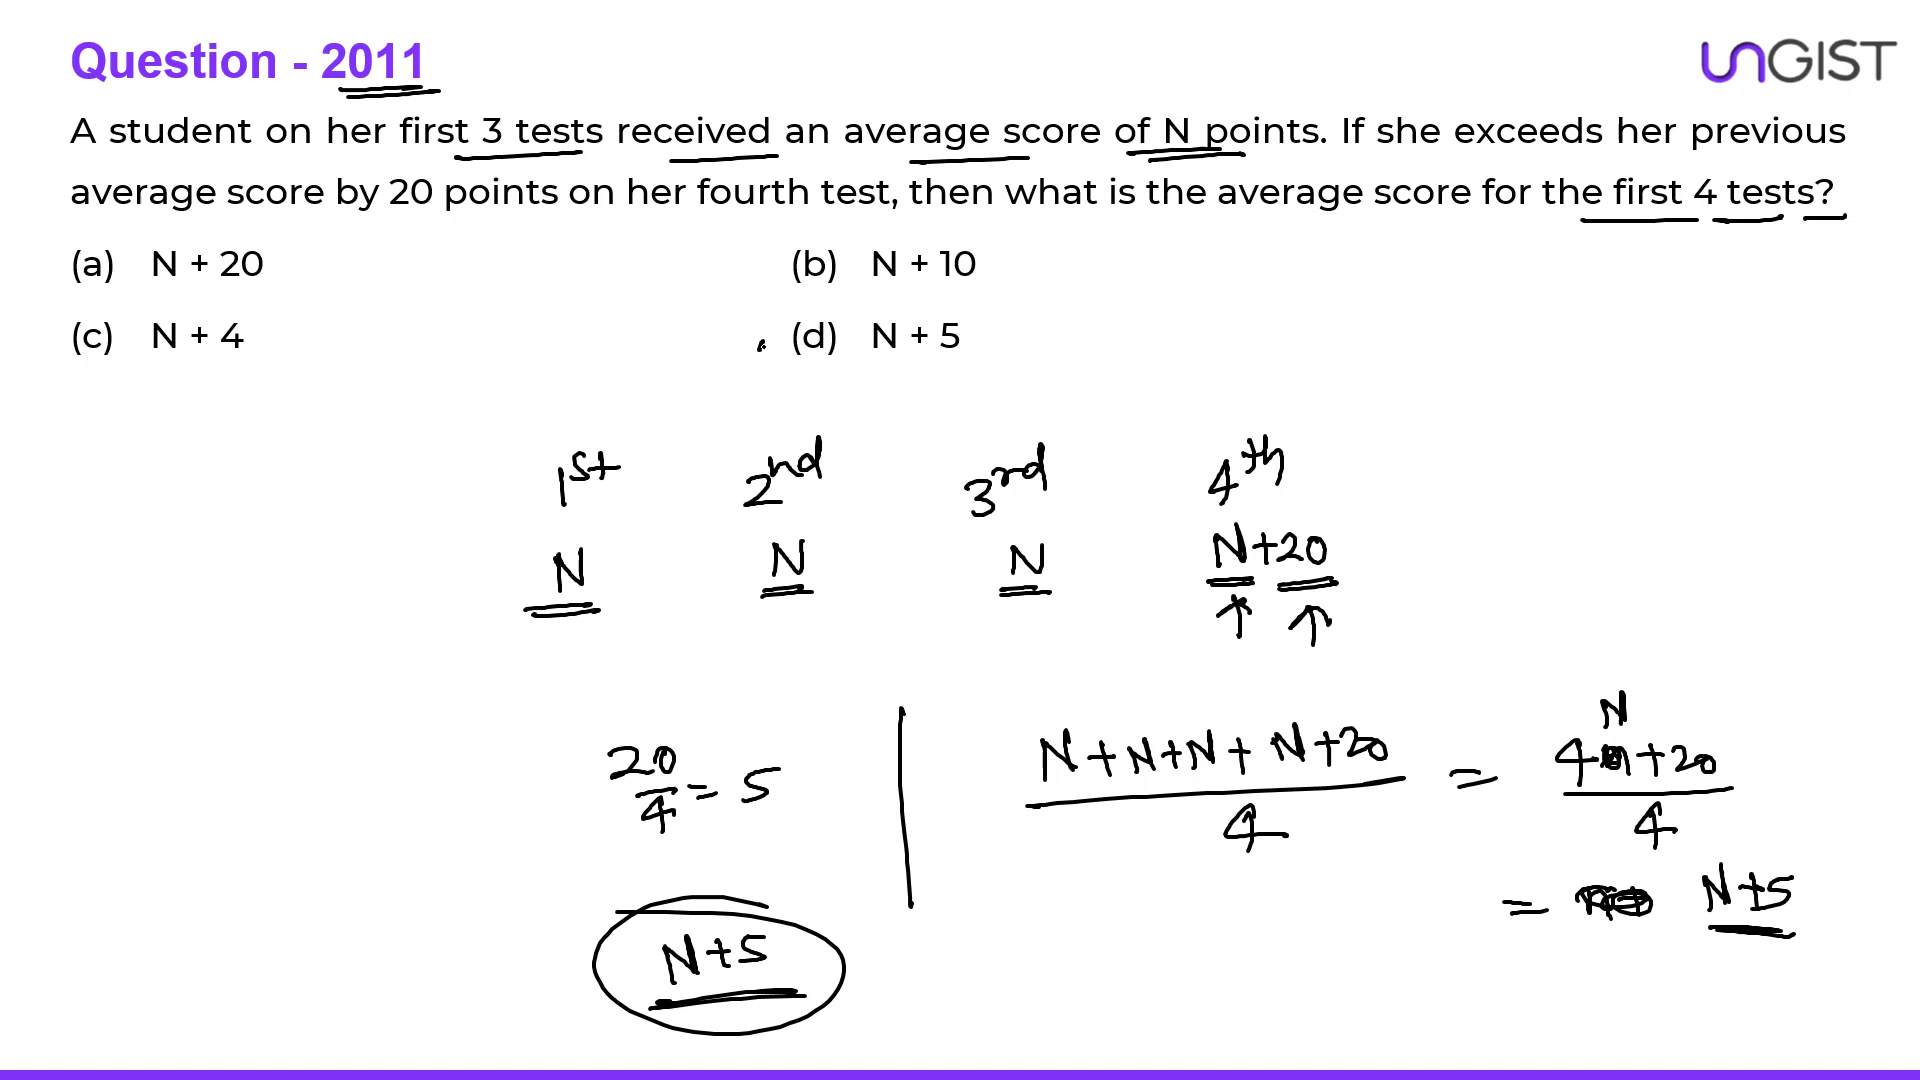 Question - 2011
UNGIST
A student on her first 3 tests received an average score of N points. If she exceeds her previous
average score by 20 points on her fourth test, then what is the average score for the first 4 tests?
(a) N + 20 (b) N + 10
(c) N + 4 (d) N + 5
1st 2nd 3rd 4th
N N N N+20
20/4 = 5
N+N+N+N+20/4 = 4N+20/4
= N+5
N+5